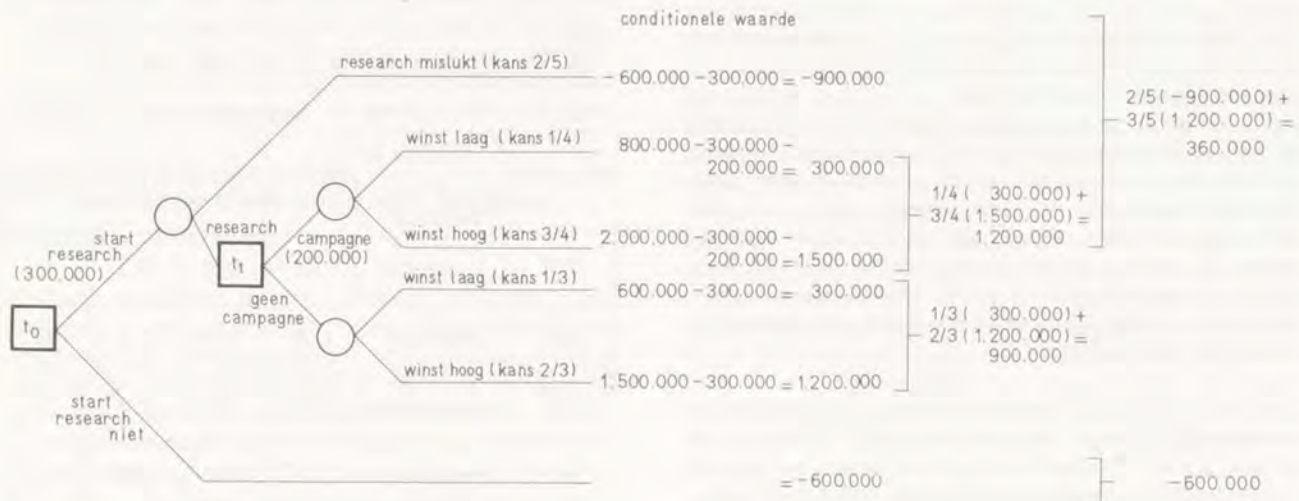 conditionele waarde
research mislukt (kans 2/5)
-600.000 -300.000 = -900.000
2/5(-900.000) +
3/5(1.200.000) =
360.000
winst laag (kans 1/4)
800.000 -300.000 -
200.000 = 300.000
1/4 ( 300.000) +
3/4 (1.500.000) =
1.200.000
research
start
research
(300.000)
t1
campagne
(200.000)
winst hoog (kans 3/4)
2.000.000 -300.000 -
200.000 = 1.500.000
winst laag (kans 1/3)
600.000 -300.000 = 300.000
geen
campagne
1/3 ( 300.000) +
2/3 (1.200.000) =
900.000
t0
winst hoog (kans 2/3)
1.500.000 -300.000 = 1.200.000
start
research
niet
= -600.000
-600.000